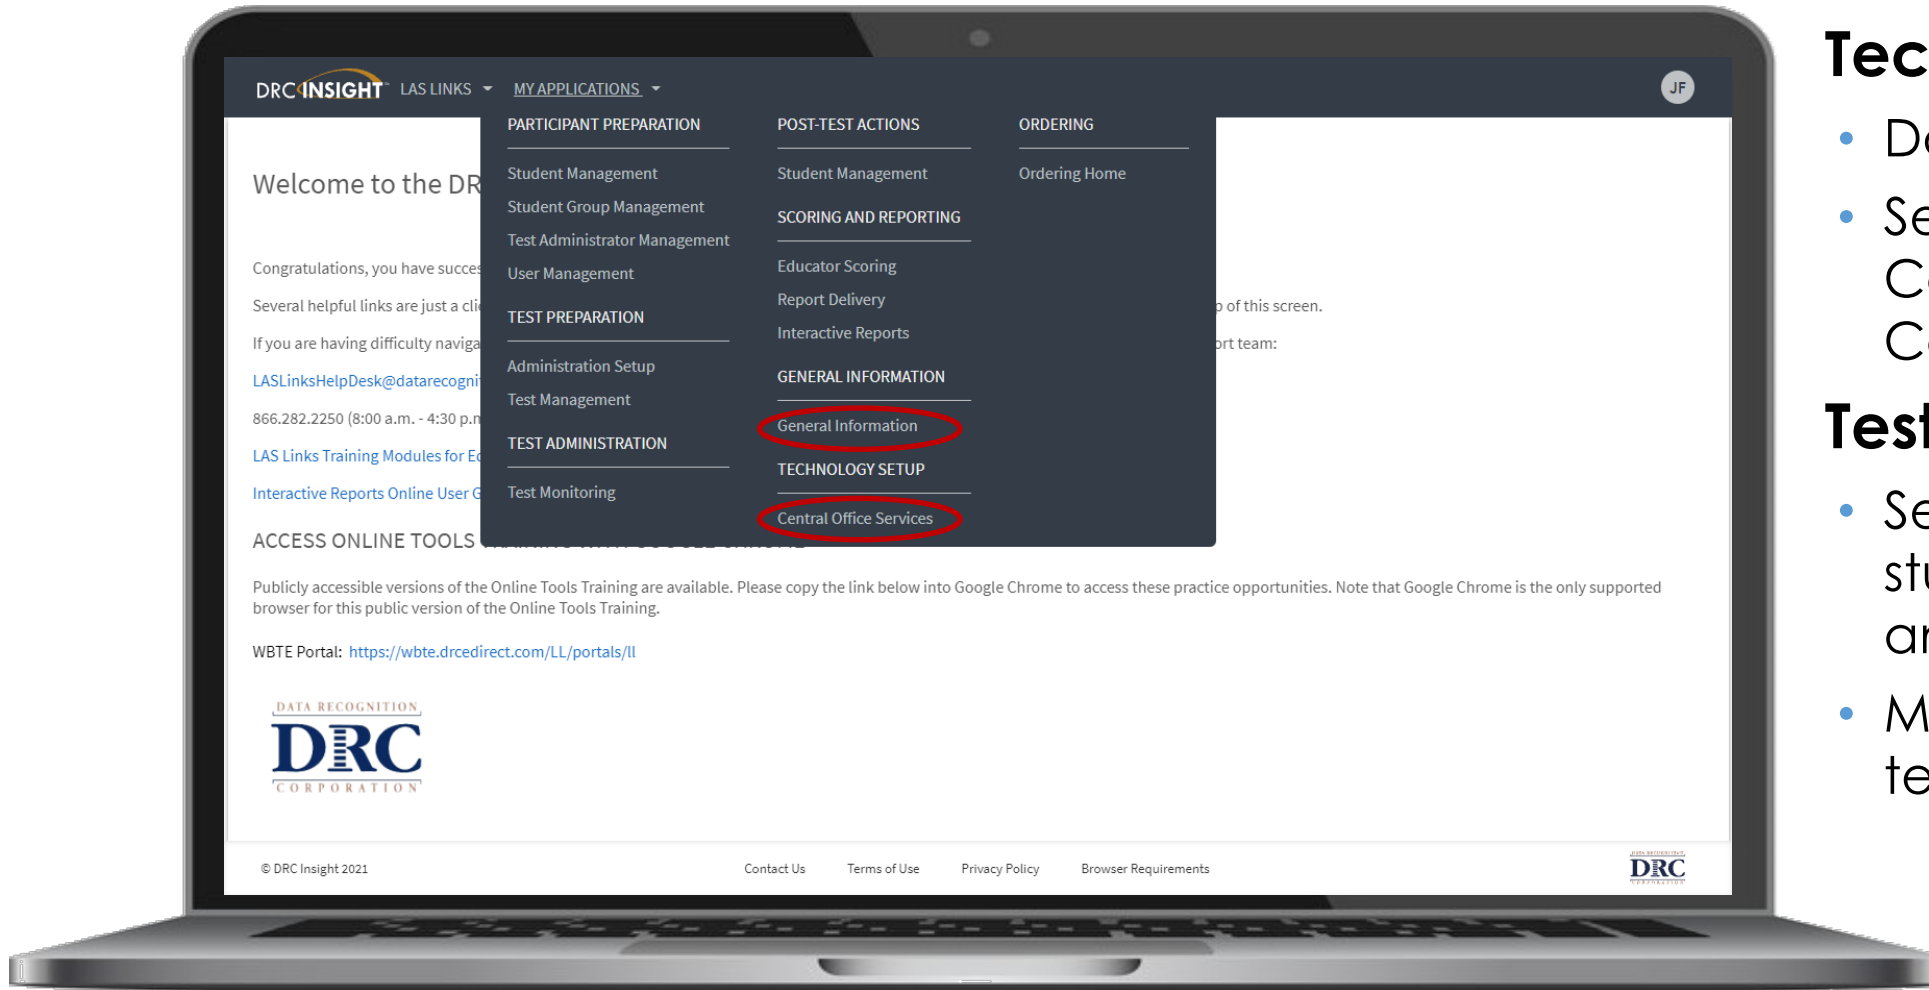 DRC INSIGHT LAS LINKS MY APPLICATIONS JF
PARTICIPANT PREPARATION
Student Management
Student Group Management
Test Administrator Management
User Management
TEST PREPARATION
Administration Setup
Test Management
TEST ADMINISTRATION
Test Monitoring
POST-TEST ACTIONS
Student Management
SCORING AND REPORTING
Educator Scoring
Report Delivery
Interactive Reports
GENERAL INFORMATION
General Information
TECHNOLOGY SETUP
Central Office Services
ORDERING
Ordering Home
Welcome to the DR
Congratulations, you have succes
Several helpful links are just a cli p of this screen.
If you are having difficulty naviga ort team:
LASLinksHelpDesk@datarecogni
866.282.2250 (8:00 a.m. - 4:30 p.m
LAS Links Training Modules for Ed
Interactive Reports Online User G
ACCESS ONLINE TOOLS
Publicly accessible versions of the Online Tools Training are available. Please copy the link below into Google Chrome to access these practice opportunities. Note that Google Chrome is the only supported
browser for this public version of the Online Tools Training.
WBTE Portal: https://wbte.drcedirect.com/LL/portals/ll
DATA RECOGNITION
DRC
CORPORATION
© DRC Insight 2021 Contact Us Terms of Use Privacy Policy Browser Requirements
DRC
Tec
• Do
• Se
Ce
Co
Test
• Se
stu
an
• M
te